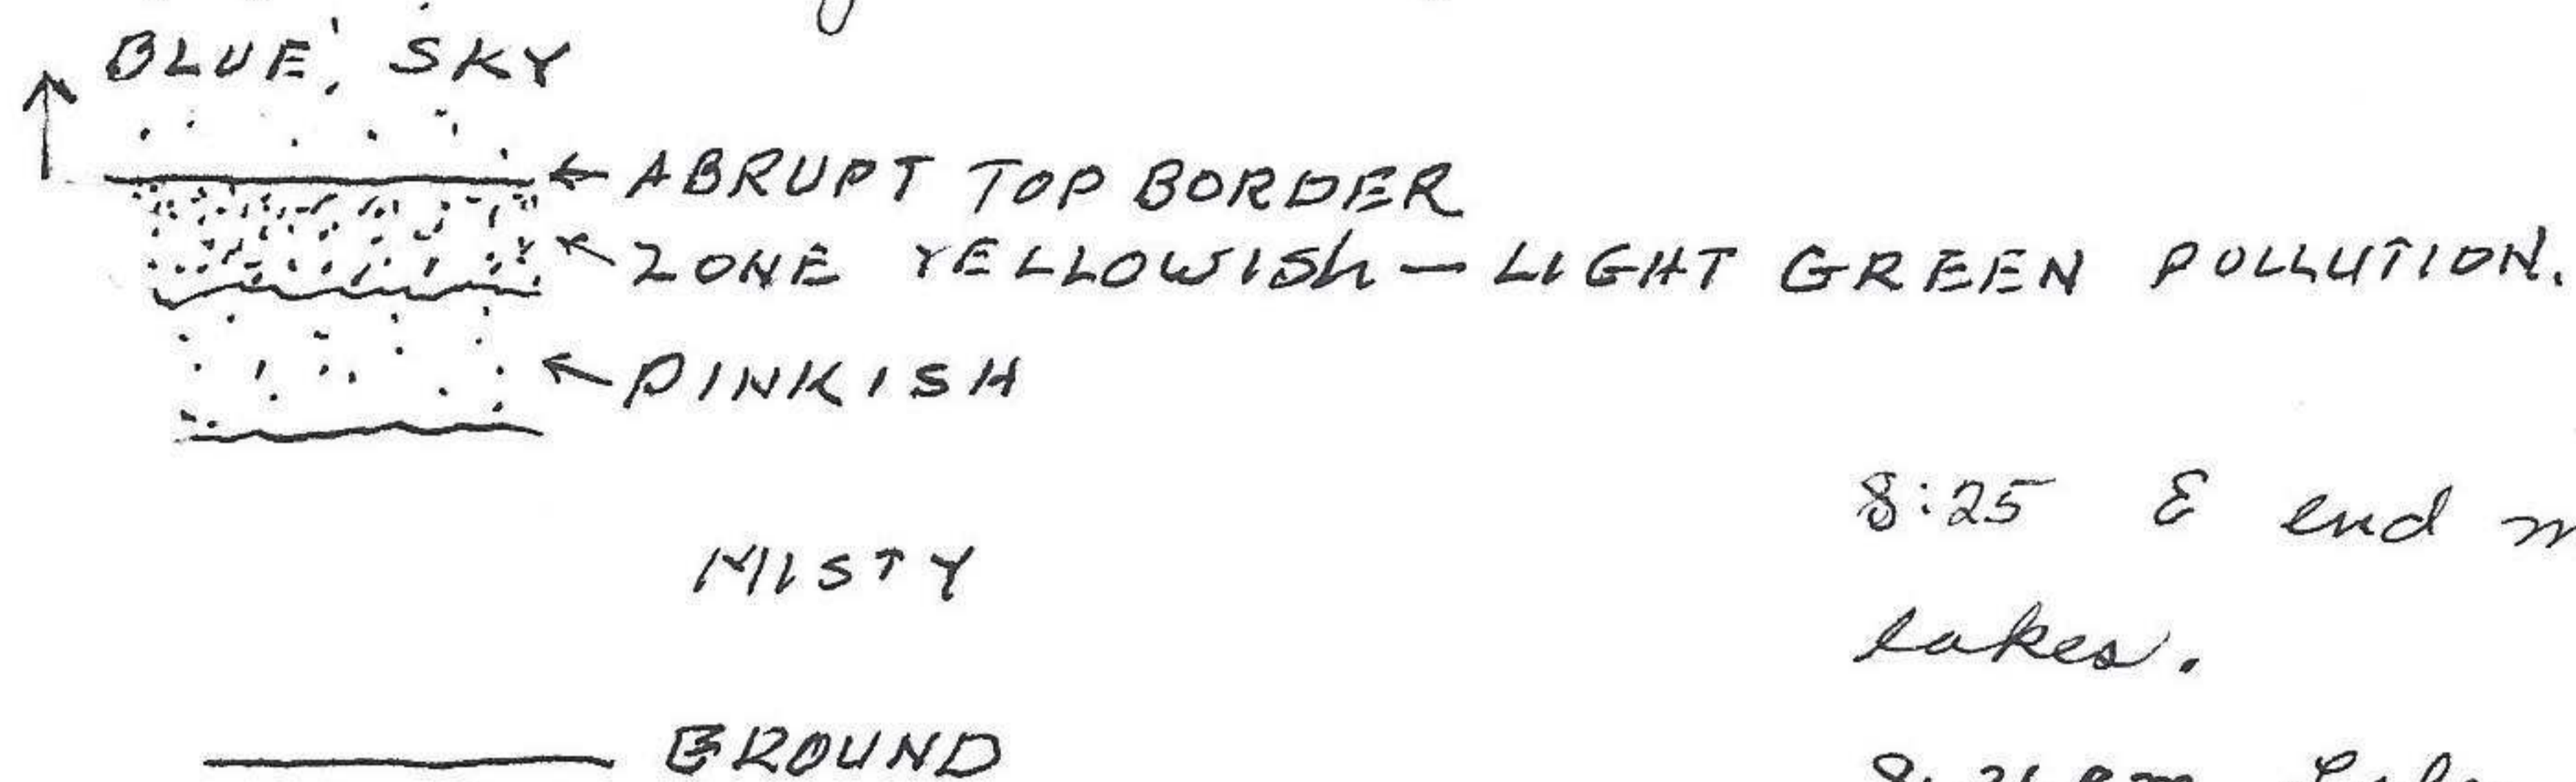 BLUE, SKY
← ABRUPT TOP BORDER
ZONE YELLOWISh — LIGHT GREEN POLLUTION.
← PINKISH
8:25 & end
MISTY
lakes.
GROUND